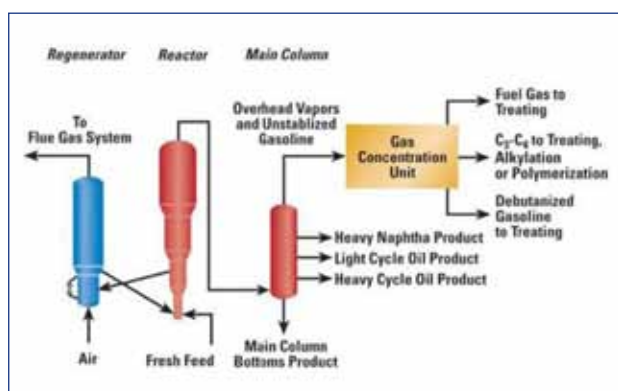 Regenerator
Reactor
Main Column
To
Flue Gas System
Overhead Vapors
and Unstablized
Gasoline
Gas
Concentration
Unit
Fuel Gas to
Treating
C₃-C₄ to Treating,
Alkylation
or Polymerization
Debutanized
Gasoline
to Treating
Heavy Naphtha Product
Light Cycle Oil Product
Heavy Cycle Oil Product
Air
Fresh Feed
Main Column
Bottoms Product